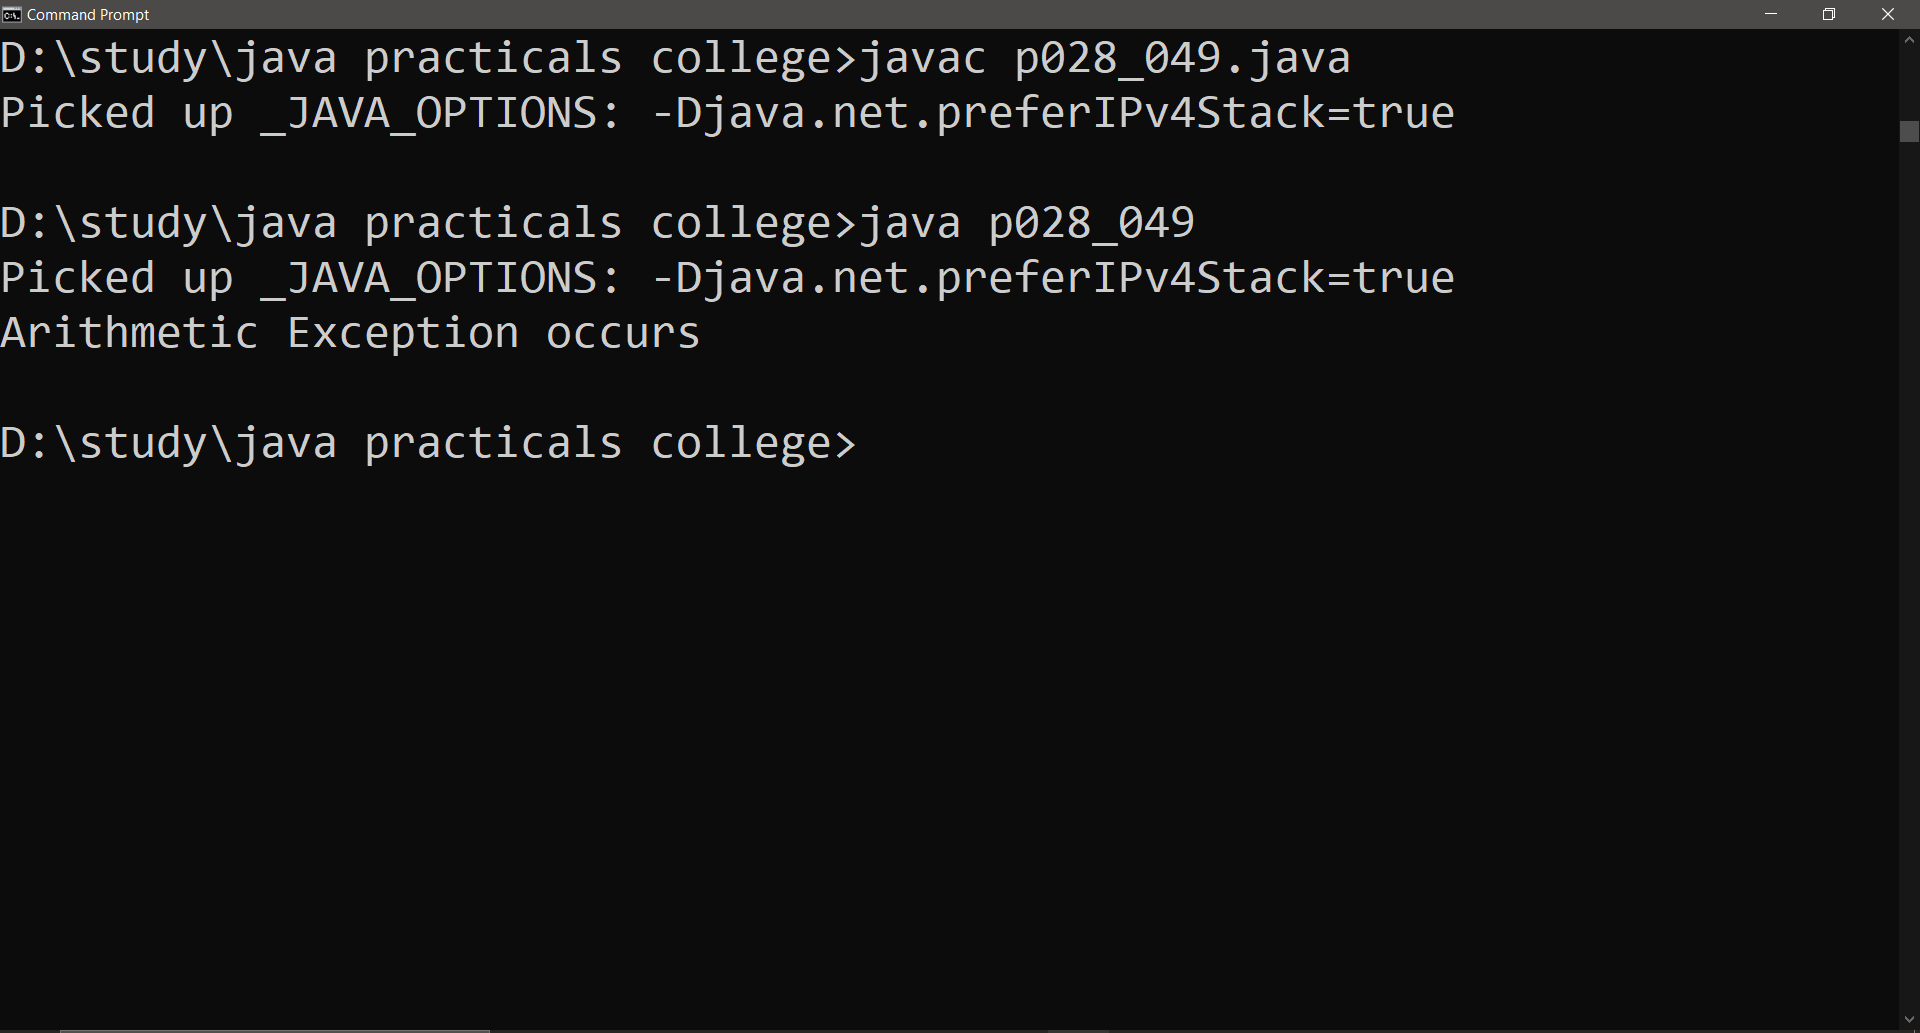 Command Prompt
D:\study\java practicals college>javac p028_049.java
Picked up _JAVA_OPTIONS: -Djava.net.preferIPv4Stack=true
D:\study\java practicals college>java p028_049
Picked up _JAVA_OPTIONS: -Djava.net.preferIPv4Stack=true
Arithmetic Exception occurs
D:\study\java practicals college>